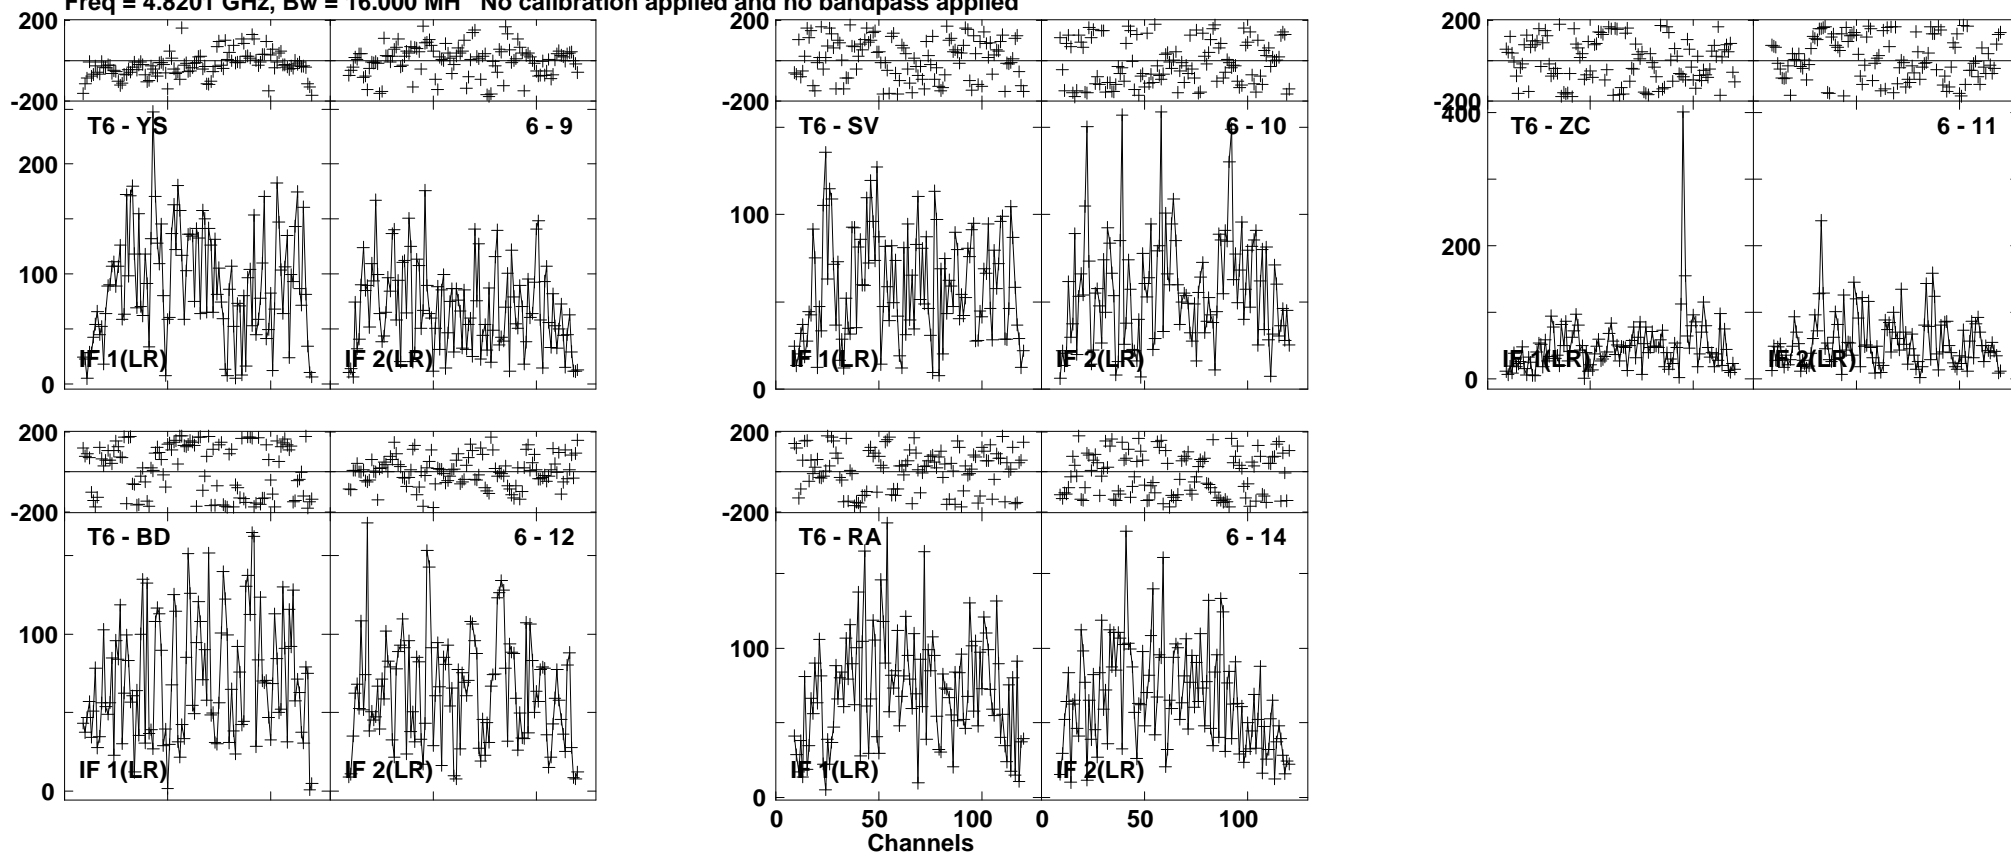 Freq = 4.8201 GHz, Bw = 16.000 MH No calibration applied and no bandpass applied
200
-200
T6 - YS
6 - 9
200
100
0
IF 1(LR)
IF 2(LR)
200
-200
T6 - SV
6 - 10
100
0
IF 1(LR)
IF 2(LR)
200
-200
400
T6 - ZC
6 - 11
200
0
IF 1(LR)
IF 2(LR)
200
-200
T6 - BD
6 - 12
100
0
IF 1(LR)
IF 2(LR)
200
-200
T6 - RA
6 - 14
100
0
IF 1(LR)
IF 2(LR)
0 50 100 0 50 100
Channels